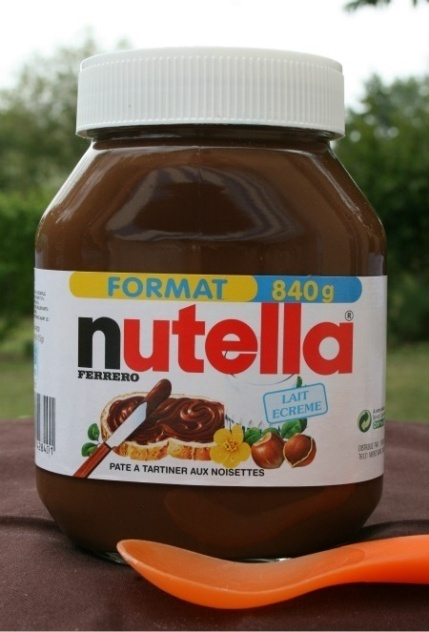 FORMAT 840g
nutella®
FERRERO
LAIT
ECREME
PATE A TARTINER AUX NOISETTES